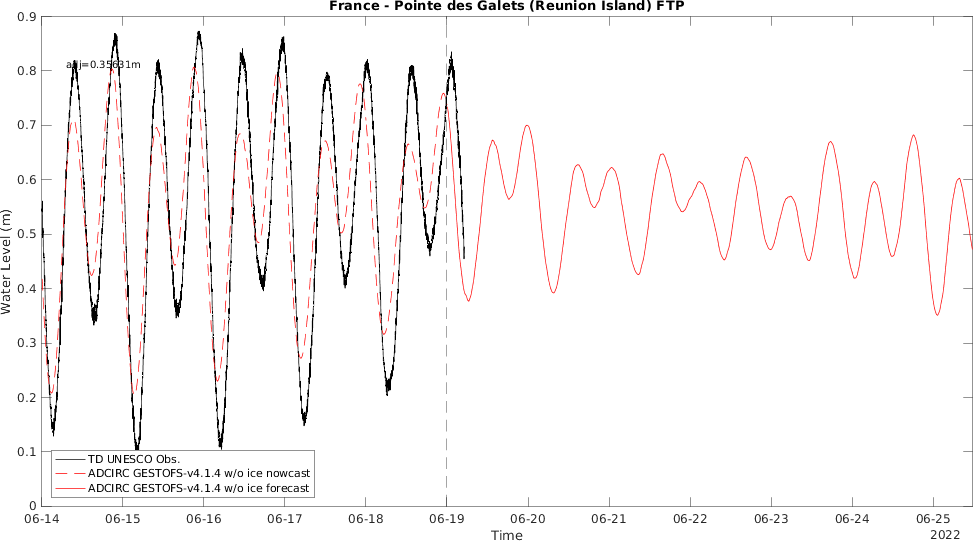 France - Pointe des Galets (Reunion Island) FTP
0.9
0.8
0.7
0.6
0.5
0.4
0.3
0.2
0.1
0
Water Level (m)
adj=0.35631m
TD UNESCO Obs.
ADCIRC GESTOFS-v4.1.4 w/o ice nowcast
ADCIRC GESTOFS-v4.1.4 w/o ice forecast
06-14 06-15 06-16 06-17 06-18 06-19 06-20 06-21 06-22 06-23 06-24 06-25
Time
2022